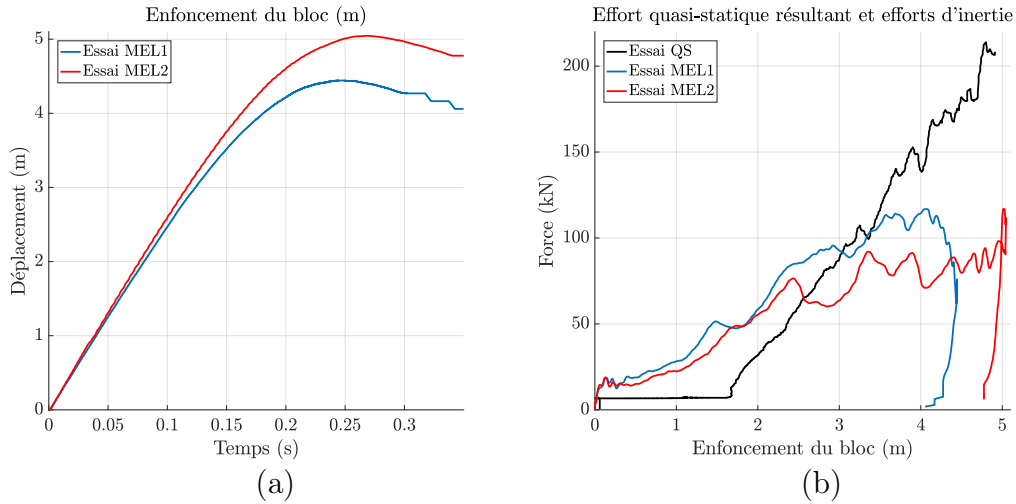 Enfoncement du bloc (m)
Essai MEL1
Essai MEL2
Déplacement (m)
5
4
3
2
1
0
0 0.05 0.1 0.15 0.2 0.25 0.3
Temps (s)
(a)
Effort quasi-statique résultant et efforts d'inertie
Essai QS
Essai MEL1
Essai MEL2
Force (kN)
200
150
100
50
0
0 1 2 3 4 5
Enfoncement du bloc (m)
(b)